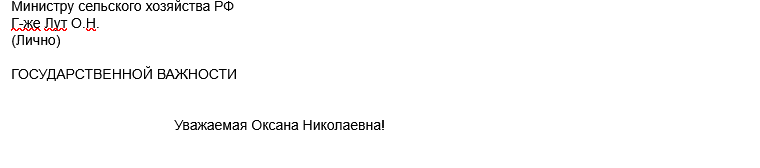 Министру сельского хозяйства РФ
Г-же Лут О.Н.
(Лично)
ГОСУДАРСТВЕННОЙ ВАЖНОСТИ
Уважаемая Оксана Николаевна!